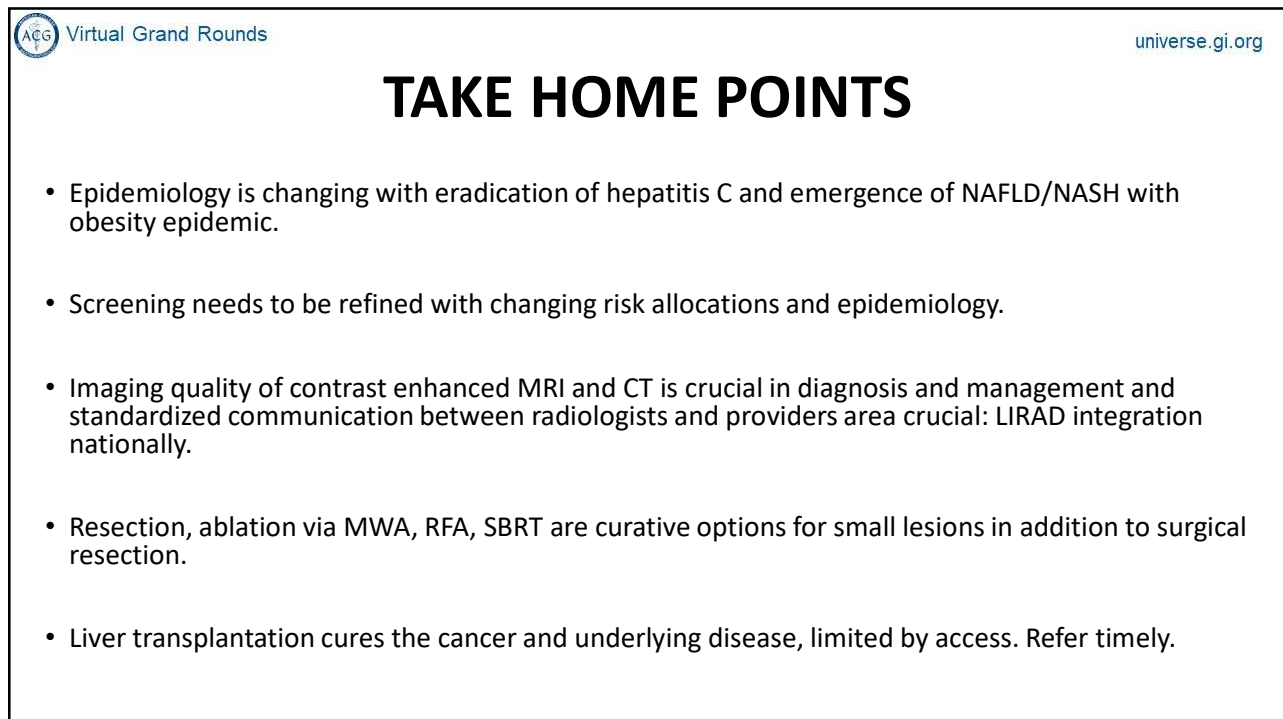 ACG Virtual Grand Rounds
universe.gi.org
TAKE HOME POINTS
• Epidemiology is changing with eradication of hepatitis C and emergence of NAFLD/NASH with
obesity epidemic.
• Screening needs to be refined with changing risk allocations and epidemiology.
• Imaging quality of contrast enhanced MRI and CT is crucial in diagnosis and management and
standardized communication between radiologists and providers area crucial: LIRAD integration
nationally.
• Resection, ablation via MWA, RFA, SBRT are curative options for small lesions in addition to surgical
resection.
• Liver transplantation cures the cancer and underlying disease, limited by access. Refer timely.